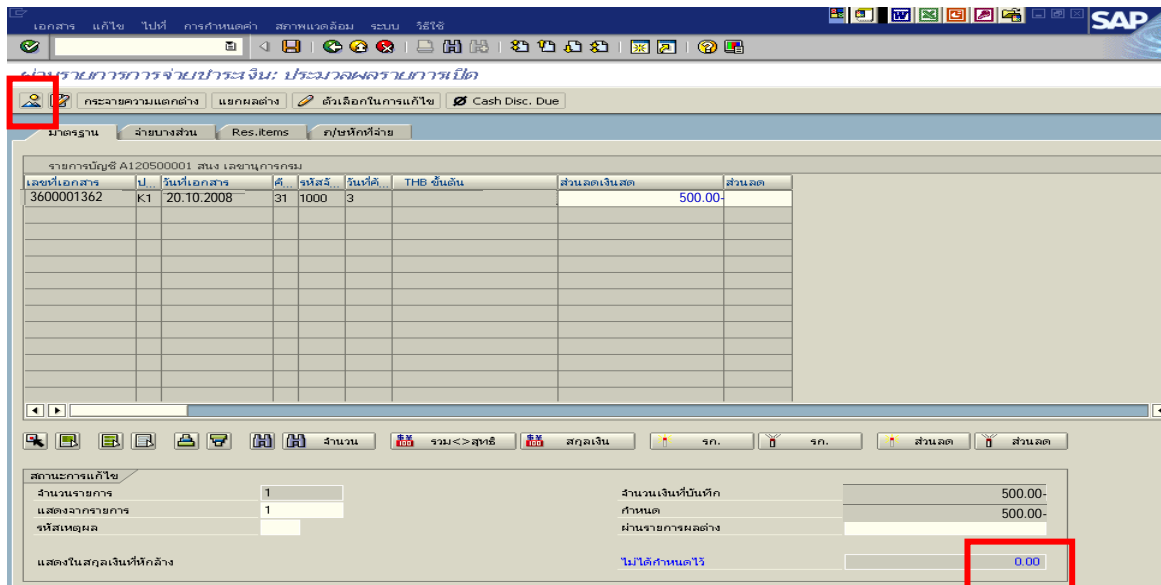 เอกสาร แก้ไข ไปที่ การกำหนดค่า สภาพแวดล้อม ระบบ วิธีใช้
SAP
ผ่านรายการการจ่ายชำระเงิน: ประมวลผลรายการเปิด
กระจายความแตกต่าง แยกผลต่าง ตัวเลือกในการแก้ไข Cash Disc. Due
มาตรฐาน จ่ายบางส่วน Res.items ภ/ษหักที่จ่าย
รายการบัญชี A120500001 สนง เลขานุการกรม
เลขที่เอกสาร ป... วันที่เอกสาร คี... รหัสจั... วันที่คั... THB ขั้นต้น ส่วนลดเงินสด ส่วนลด
3600001362 K1 20.10.2008 31 1000 3 500.00-
จำนวน รวม<>สุทธิ สกุลเงิน รก. รก. ส่วนลด ส่วนลด
สถานะการแก้ไข
จำนวนรายการ 1 จำนวนเงินที่บันทึก 500.00-
แสดงจากรายการ 1 กำหนด 500.00-
รหัสเหตุผล ผ่านรายการผลต่าง
แสดงในสกุลเงินที่หักล้าง ไม่ได้กำหนดไว้ 0.00